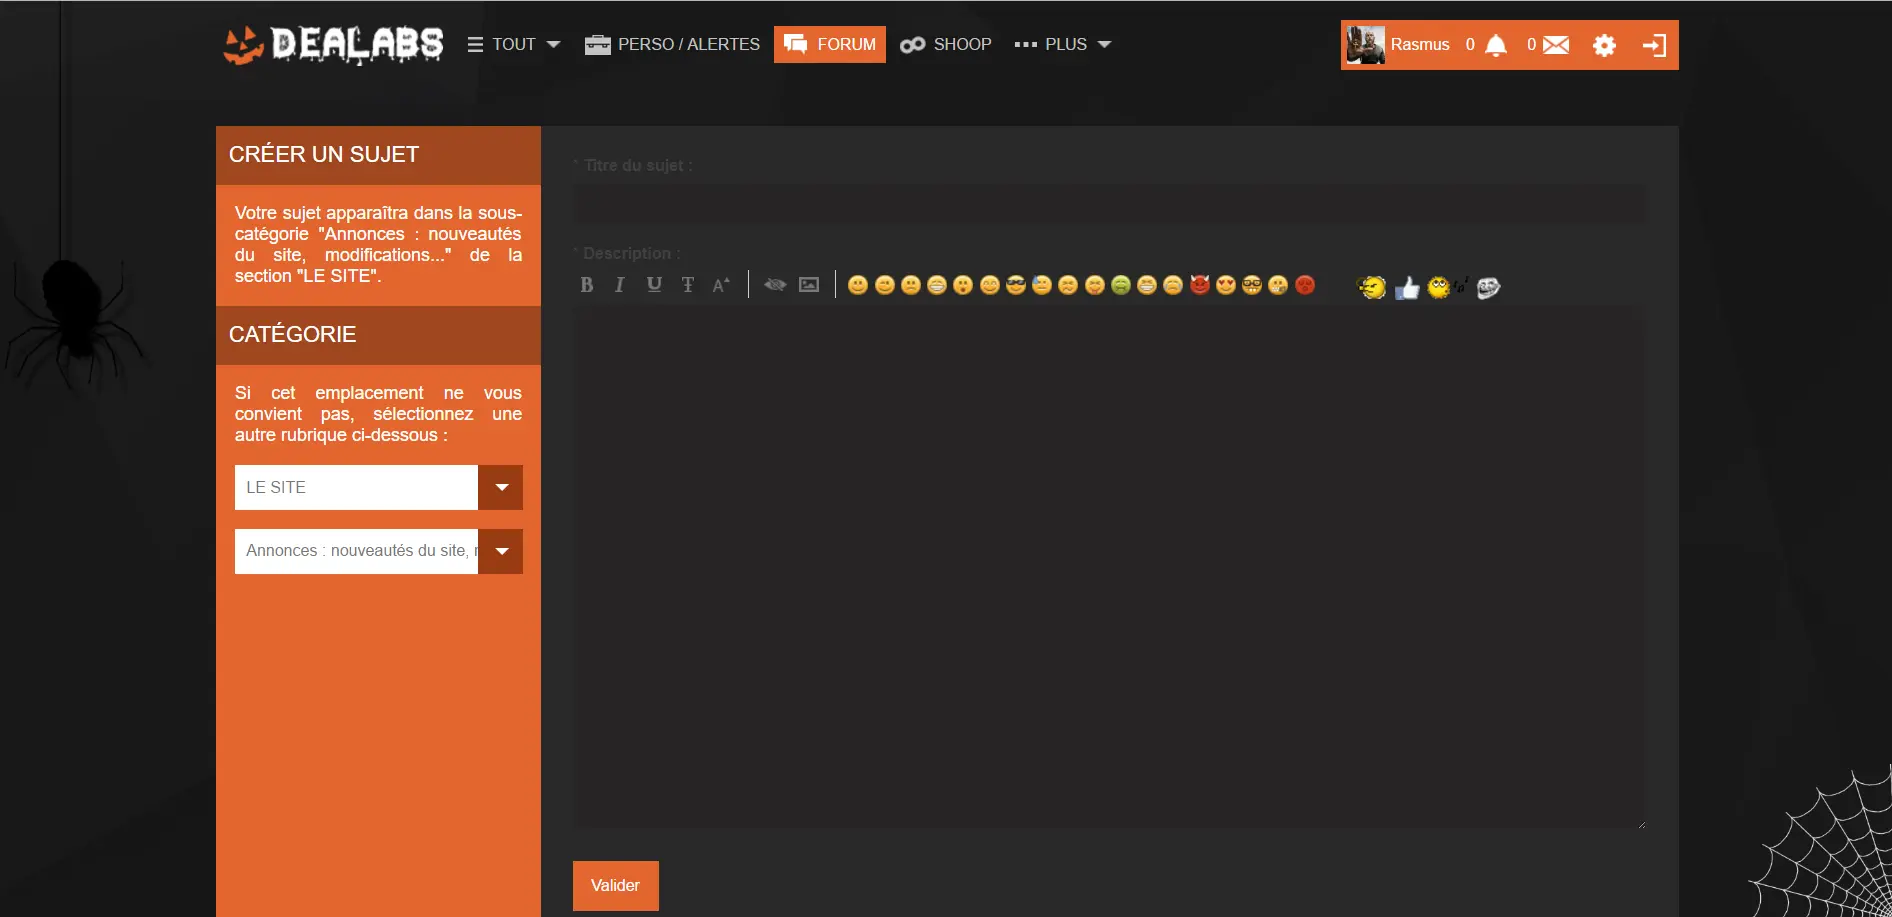 DEALABS
TOUT
PERSO / ALERTES
FORUM
SHOOP
PLUS
Rasmus 0 0
CRÉER UN SUJET
Votre sujet apparaîtra dans la sous-
catégorie "Annonces : nouveautés
du site, modifications..." de la
section "LE SITE".
CATÉGORIE
Si cet emplacement ne vous
convient pas, sélectionnez une
autre rubrique ci-dessous :
LE SITE
Annonces : nouveautés du site,
* Titre du sujet :
* Description :
B I U T A
Valider